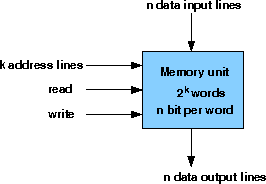 n data input lines
k address lines
read
write
Memory unit
2ᵏ words
n bit per word
n data output lines